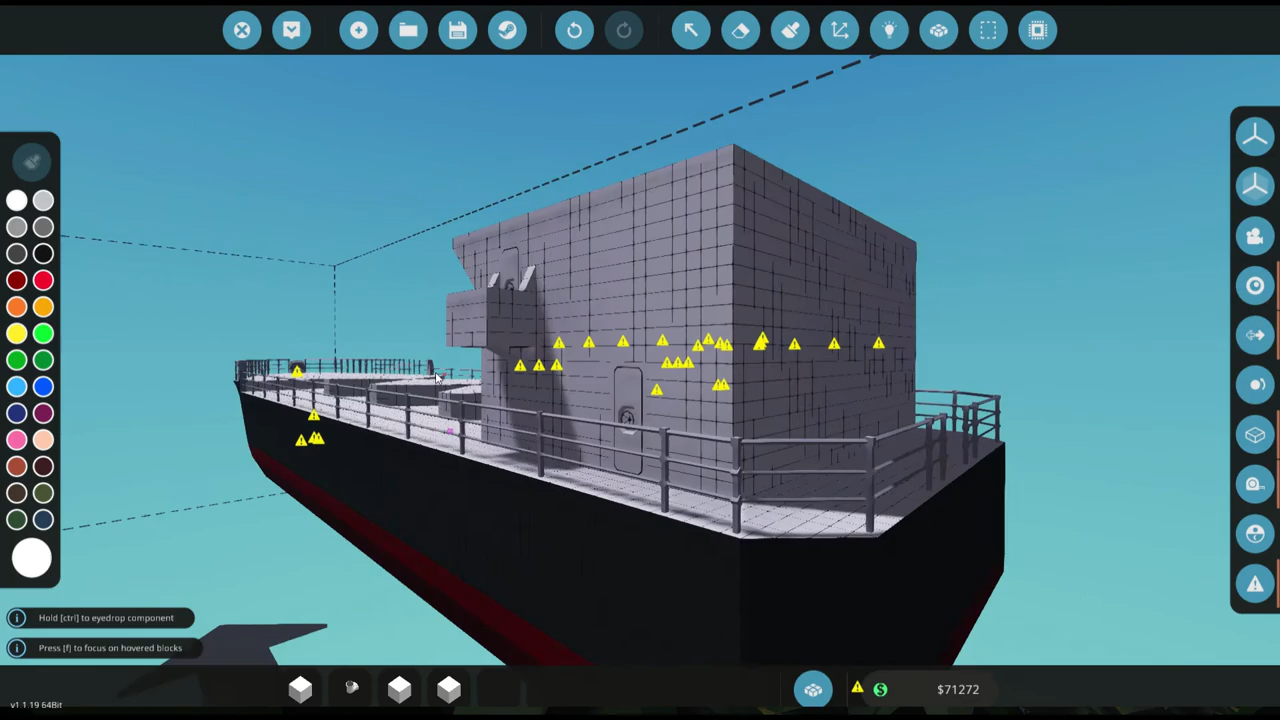 Hold [ctrl] to eyedrop component
Press [f] to focus on hovered blocks
$71272
v1.1.19 64Bit